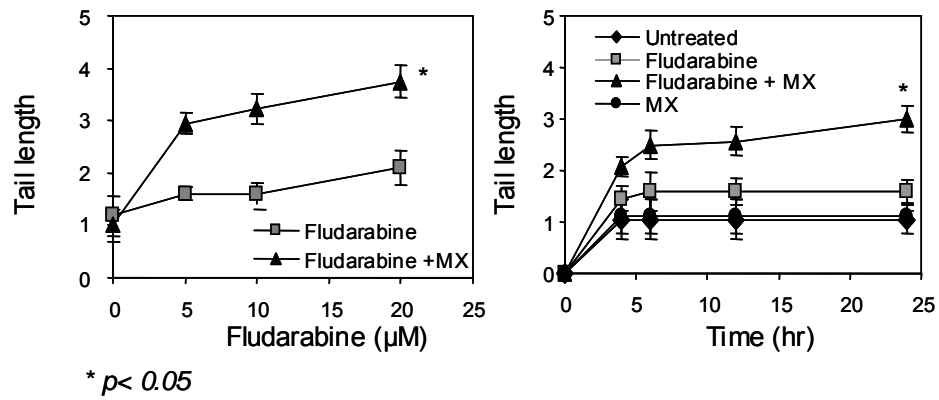 5
4
3
2
1
0
Tail length
*
Fludarabine
Fludarabine +MX
0 5 10 15 20 25
Fludarabine (µM)
5
4
3
2
1
0
Tail length
Untreated
Fludarabine
Fludarabine + MX
MX
*
0 5 10 15 20 25
Time (hr)
* p< 0.05